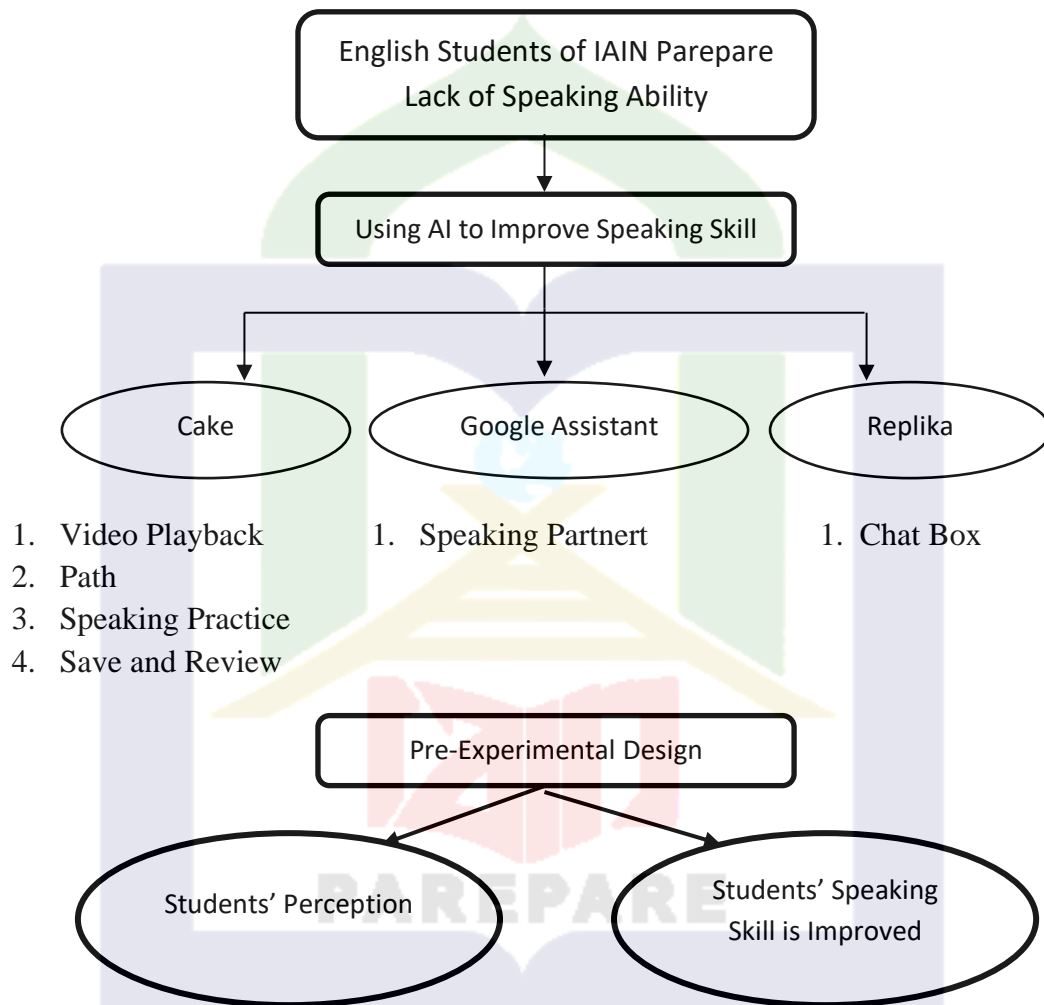 English Students of IAIN Parepare
Lack of Speaking Ability
Using AI to Improve Speaking Skill
Cake
Google Assistant
Replika
1. Video Playback
2. Path
3. Speaking Practice
4. Save and Review
1. Speaking Partnert
1. Chat Box
Pre-Experimental Design
Students’ Perception
Students’ Speaking
Skill is Improved
PAREPARE